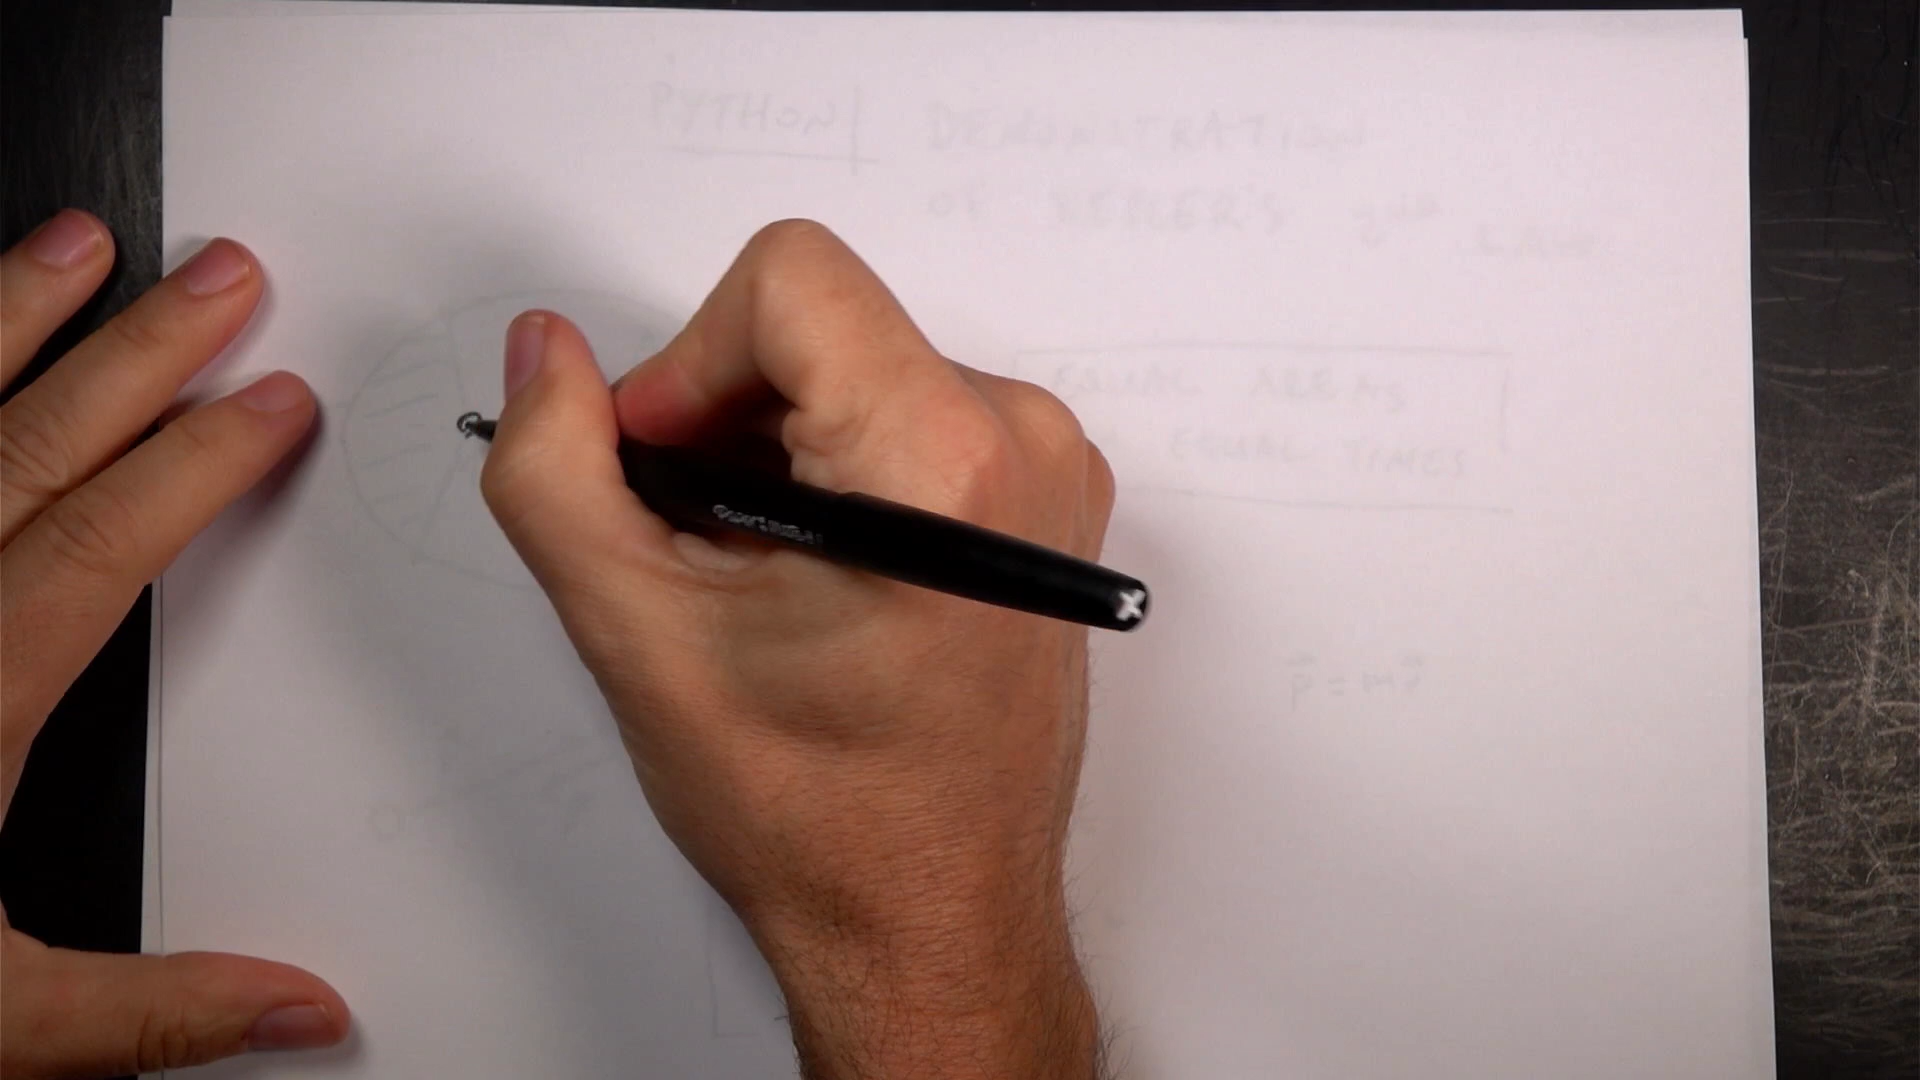 PYTHON | DEMONSTRATION
OF KEPLER'S 2ND LAW
EQUAL AREAS
EQUAL TIMES
p⃗ = mv⃗